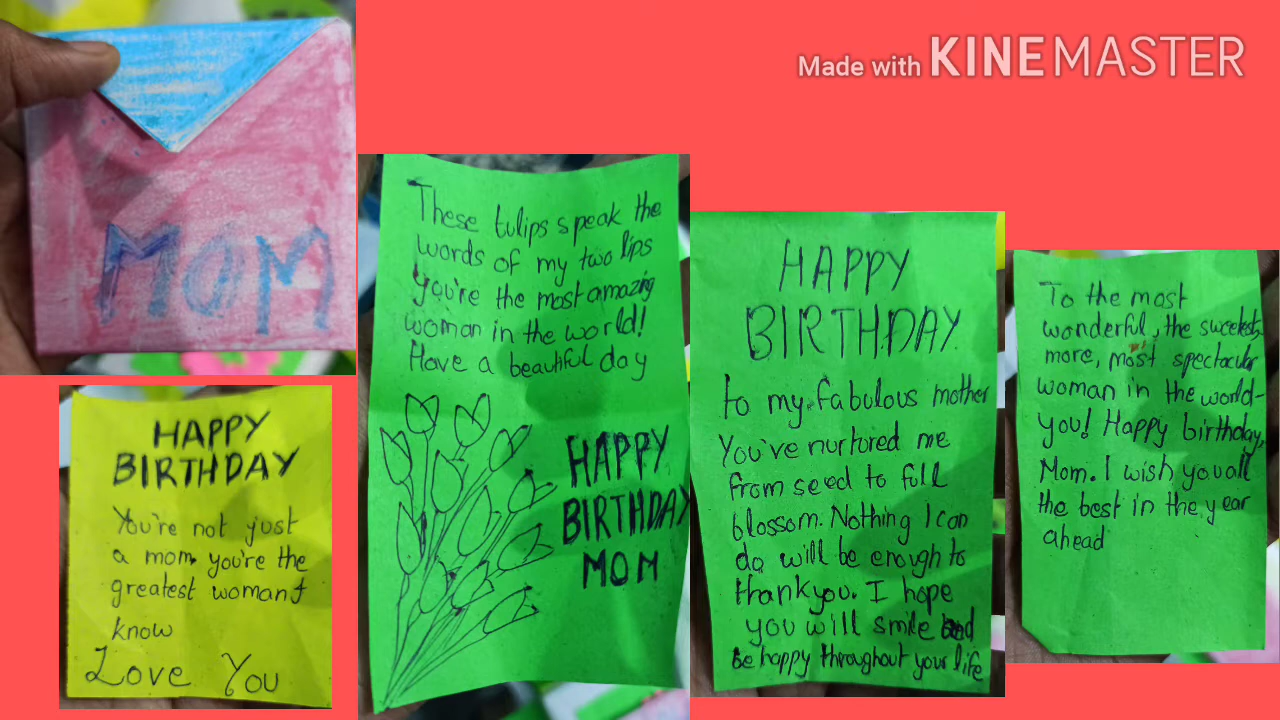 Made with KINEMASTER
MOM
HAPPY
BIRTHDAY
You're not just
a mom, you're the
greatest woman I
know
Love You
These tulips speak the
words of my two lips
you're the most amazing
woman in the world!
Have a beautiful day
HAPPY
BIRTHDAY
MOM
HAPPY
BIRTHDAY
to my fabulous mother
You've nurtured me
from seed to full
blossom. Nothing I can
do will be enough to
thankyou. I hope
you will smile and
be happy throughout your life
To the most
wonderful, the sweetest,
more, most spectacular
woman in the world-
you! Happy birthday,
Mom. I wish you all
the best in the year
ahead